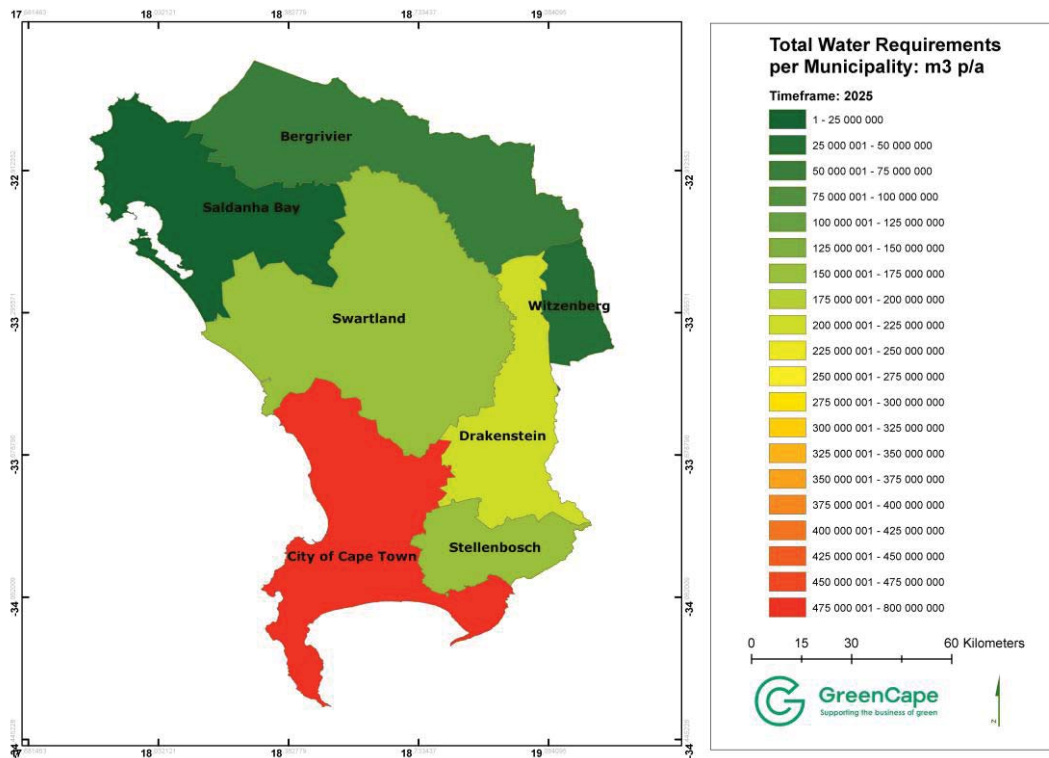 17 18 18 18 19
Bergrivier
-32 -32
Saldanha Bay
Witzenberg
-33 -33
Swartland
Drakenstein
-33 -33
Stellenbosch
City of Cape Town
-34 -34
-34 -34
17 18 18 18 19
Total Water Requirements
per Municipality: m3 p/a
Timeframe: 2025
1 - 25 000 000
25 000 001 - 50 000 000
50 000 001 - 75 000 000
75 000 001 - 100 000 000
100 000 001 - 125 000 000
125 000 001 - 150 000 000
150 000 001 - 175 000 000
175 000 001 - 200 000 000
200 000 001 - 225 000 000
225 000 001 - 250 000 000
250 000 001 - 275 000 000
275 000 001 - 300 000 000
300 000 001 - 325 000 000
325 000 001 - 350 000 000
350 000 001 - 375 000 000
375 000 001 - 400 000 000
400 000 001 - 425 000 000
425 000 001 - 450 000 000
450 000 001 - 475 000 000
475 000 001 - 800 000 000
0 15 30 60 Kilometers
GreenCape
Supporting the business of green
N